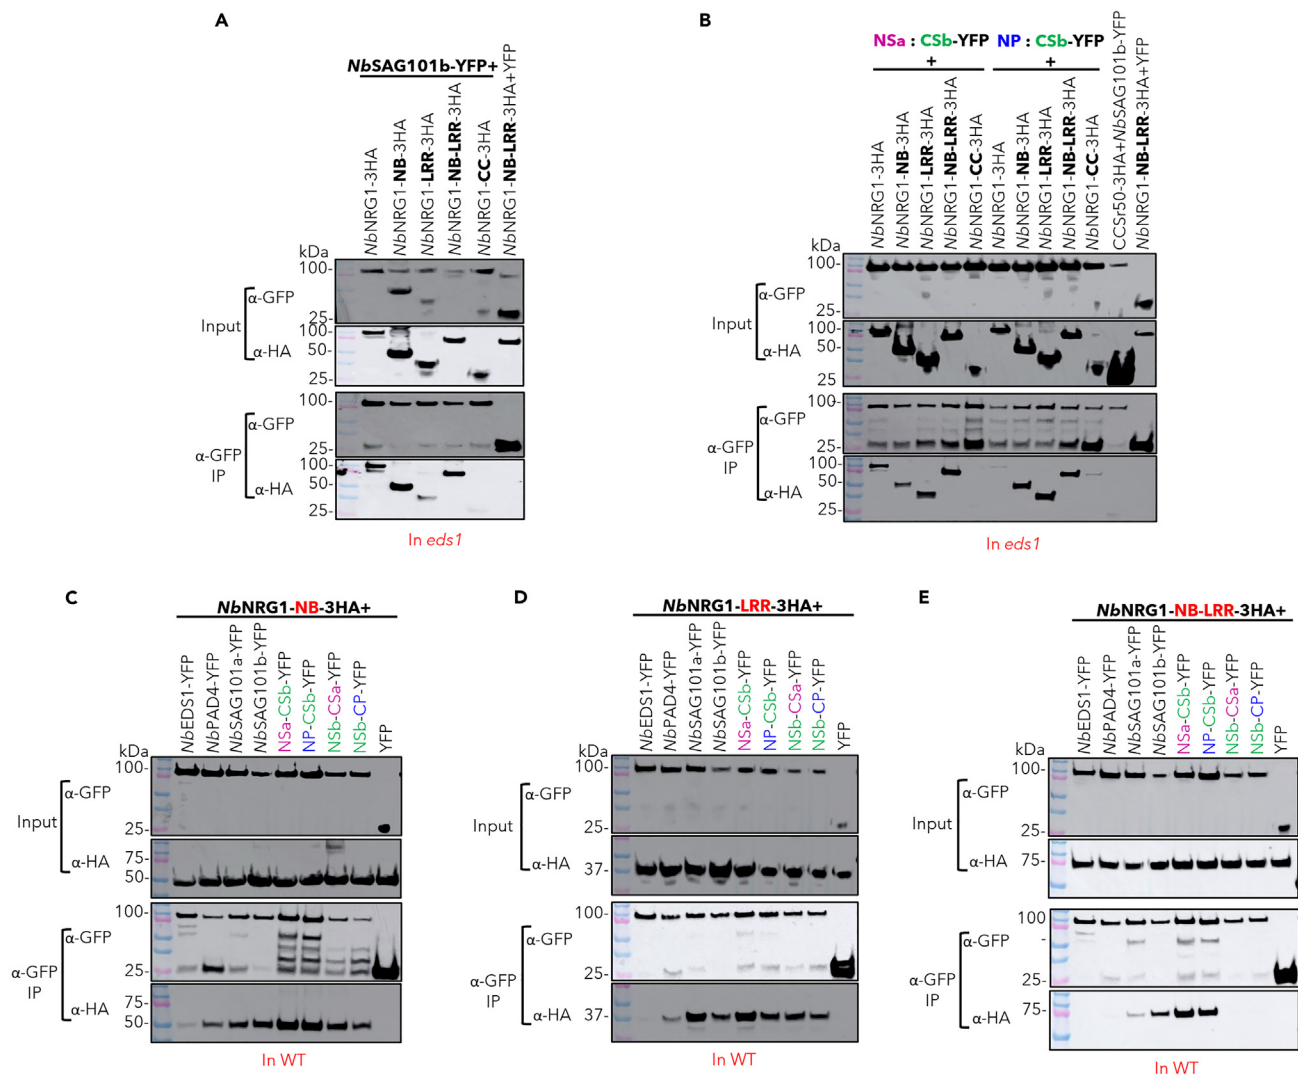 A
NbSAG101b-YFP+
NbNRG1-3HA
NbNRG1-NB-3HA
NbNRG1-LRR-3HA
NbNRG1-NB-LRR-3HA
NbNRG1-CC-3HA
NbNRG1-NB-LRR-3HA+YFP
kDa
100-
α-GFP
25-
Input
100-
50-
α-HA
25-
100-
α-GFP
25-
α-GFP
IP
100-
50-
α-HA
25-
In eds1
B
NSa : CSb-YFP
+
NP : CSb-YFP
+
NbNRG1-3HA
NbNRG1-NB-3HA
NbNRG1-LRR-3HA
NbNRG1-NB-LRR-3HA
NbNRG1-CC-3HA
NbNRG1-3HA
NbNRG1-NB-3HA
NbNRG1-LRR-3HA
NbNRG1-NB-LRR-3HA
NbNRG1-CC-3HA
CCSr50-3HA+NbSAG101b-YFP
NbNRG1-NB-LRR-3HA+YFP
kDa
100-
α-GFP
25-
Input
100-
50-
α-HA
25
100-
α-GFP
25-
α-GFP
IP
100-
50-
α-HA
25-
In eds1
C
NbNRG1-NB-3HA+
NbEDS1-YFP
NbPAD4-YFP
NbSAG101a-YFP
NbSAG101b-YFP
NSa-CSb-YFP
NP-CSb-YFP
NSb-CSa-YFP
NSb-CP-YFP
YFP
kDa
100-
α-GFP
25-
Input
75-
α-HA
50-
100-
α-GFP
25-
α-GFP
IP
75-
α-HA
50-
In WT
D
NbNRG1-LRR-3HA+
NbEDS1-YFP
NbPAD4-YFP
NbSAG101a-YFP
NbSAG101b-YFP
NSa-CSb-YFP
NP-CSb-YFP
NSb-CSa-YFP
NSb-CP-YFP
YFP
kDa
100-
α-GFP
25-
Input
α-HA
37-
100-
α-GFP
25-
α-GFP
IP
α-HA
37-
In WT
E
NbNRG1-NB-LRR-3HA+
NbEDS1-YFP
NbPAD4-YFP
NbSAG101a-YFP
NbSAG101b-YFP
NSa-CSb-YFP
NP-CSb-YFP
NSb-CSa-YFP
NSb-CP-YFP
YFP
kDa
100-
α-GFP
25-
Input
α-HA
75-
100
-
α-GFP
25-
α-GFP
IP
75-
α-HA
In WT